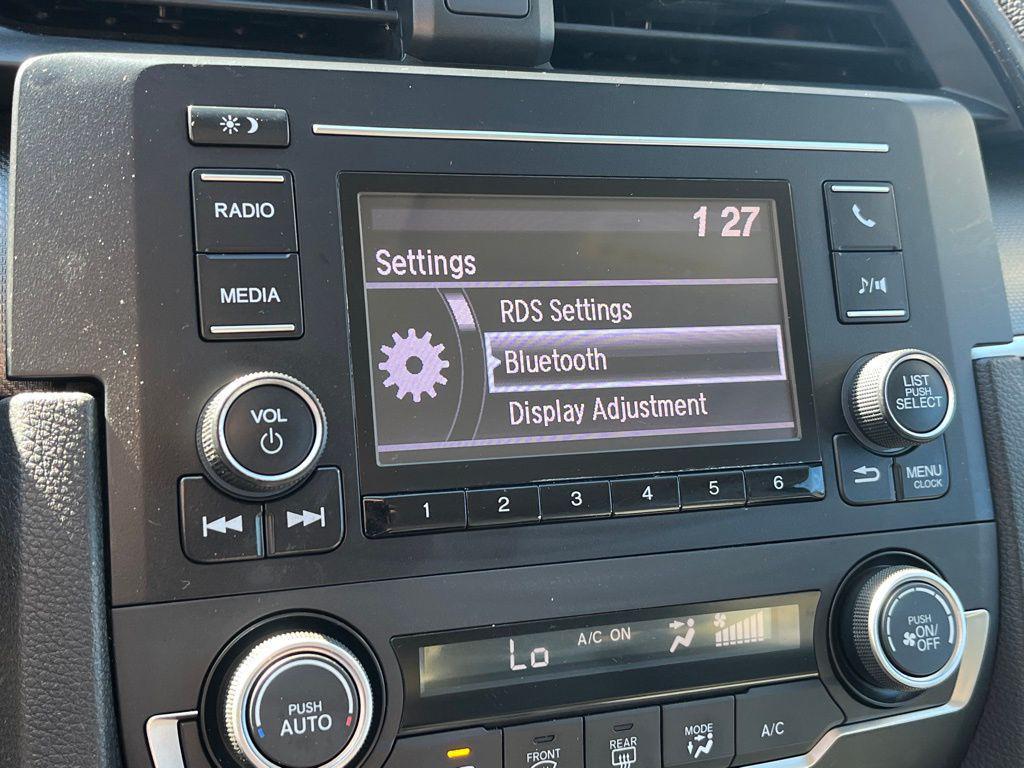 1 27
RADIO
Settings
RDS Settings
MEDIA
Bluetooth
Display Adjustment
VOL
LIST
PUSH
SELECT
MENU
CLOCK
1 2 3 4 5 6
A/C ON
Lo
PUSH
ON/
OFF
PUSH
AUTO
FRONT
REAR
MODE
A/C